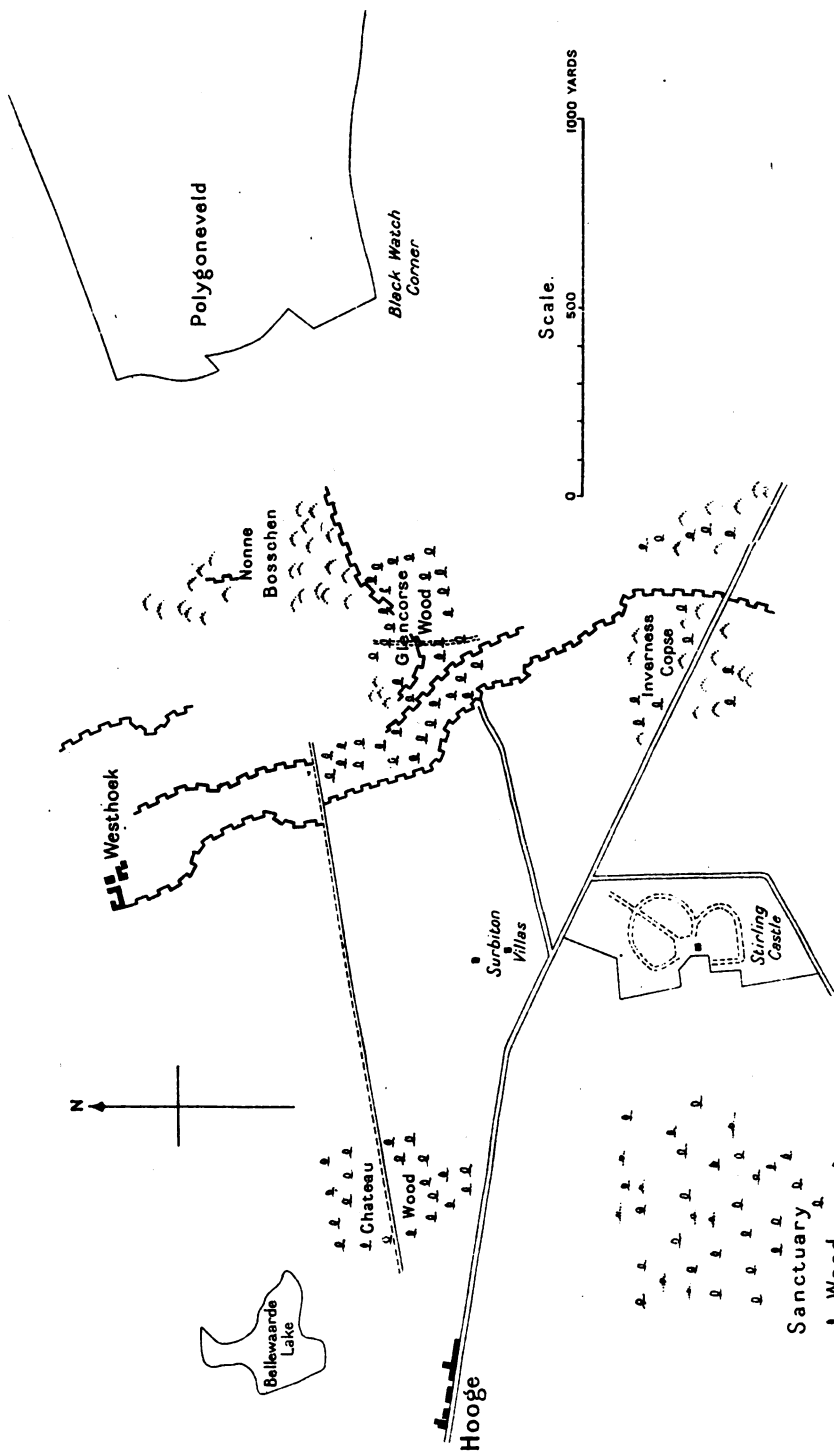 N
Polygoneveld
Black Watch
Corner
Westhoek
Nonne
Bosschen
Glencorse
Wood
Inverness
Copse
Surbiton
Villas
Stirling
Castle
Chateau
Wood
Bellewaarde
Lake
Hooge
Sanctuary
Wood
Scale.
0 500 1000 YARDS